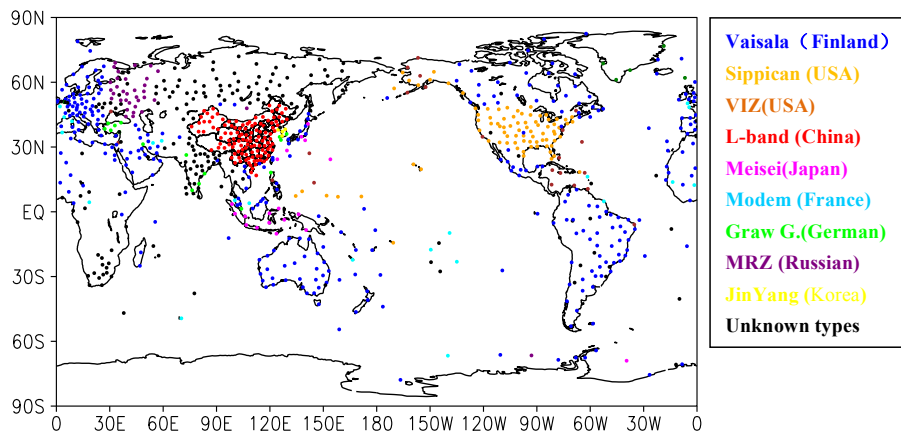 90N
60N
30N
EQ
30S
60S
90S
0 30E 60E 90E 120E 150E 180 150W 120W 90W 60W 30W 0
Vaisala（Finland）
Sippican (USA)
VIZ(USA)
L-band (China)
Meisei(Japan)
Modem (France)
Graw G.(German)
MRZ (Russian)
JinYang (Korea)
Unknown types